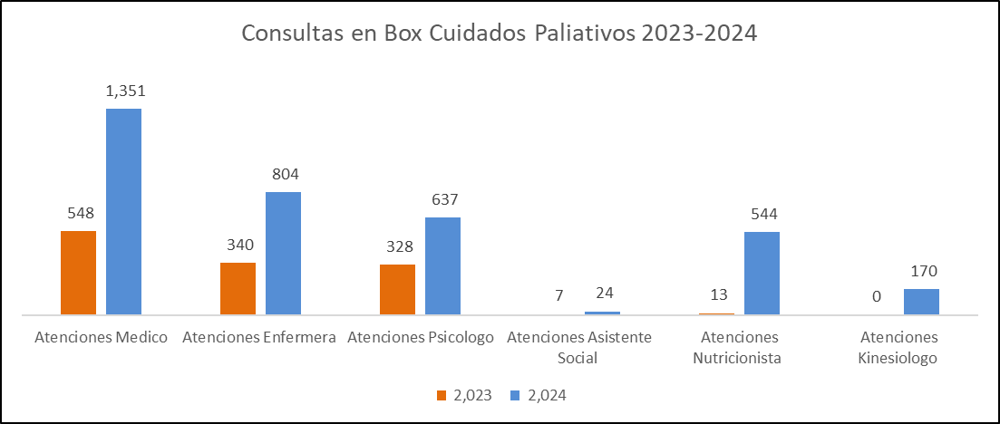 Consultas en Box Cuidados Paliativos 2023-2024
1,351
548
804
340
637
328
7
24
13
544
0
170
Atenciones Medico
Atenciones Enfermera
Atenciones Psicologo
Atenciones Asistente
Social
Atenciones
Nutricionista
Atenciones
Kinesiologo
2,023
2,024